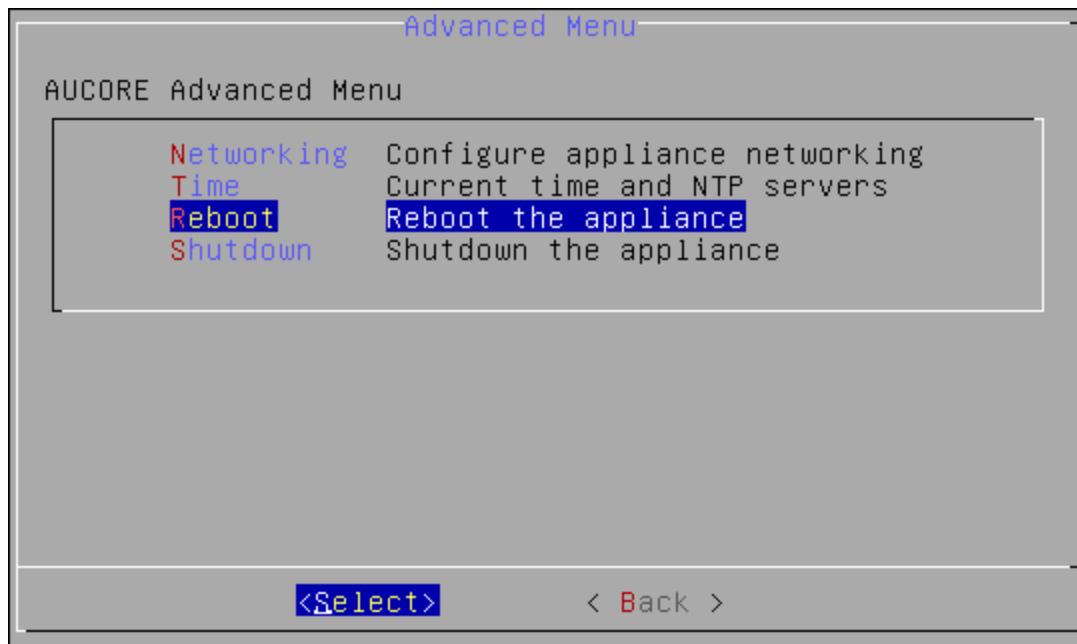 Advanced Menu
AUCORE Advanced Menu
Networking Configure appliance networking
Time Current time and NTP servers
Reboot Reboot the appliance
Shutdown Shutdown the appliance
<Select> < Back >